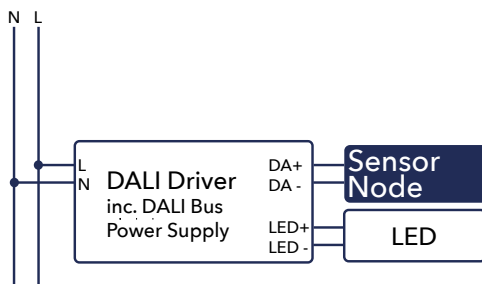 N L
L
N
DALI Driver
inc. DALI Bus
Power Supply
DA+
DA -
LED+
LED -
Sensor
Node
LED